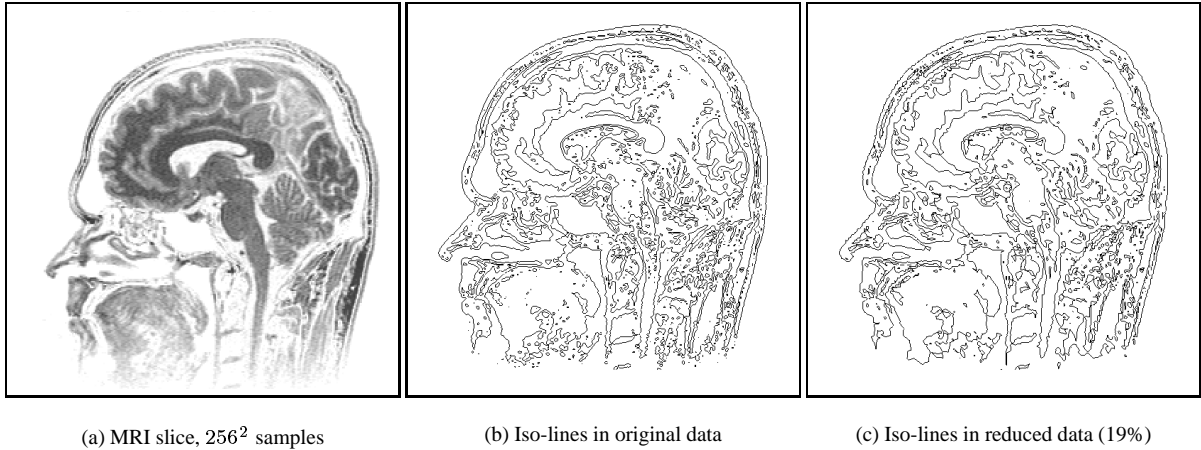 (a) MRI slice, 256² samples
(b) Iso-lines in original data
(c) Iso-lines in reduced data (19%)